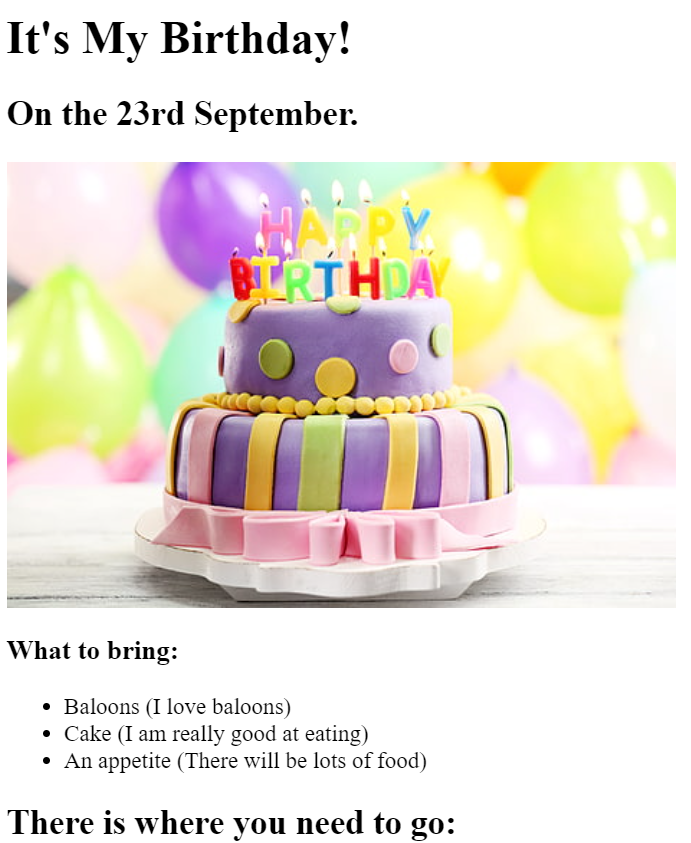 It's My Birthday!
On the 23rd September.
HAPPY
BIRTHDAY
What to bring:
Baloons (I love baloons)
Cake (I am really good at eating)
An appetite (There will be lots of food)
There is where you need to go: